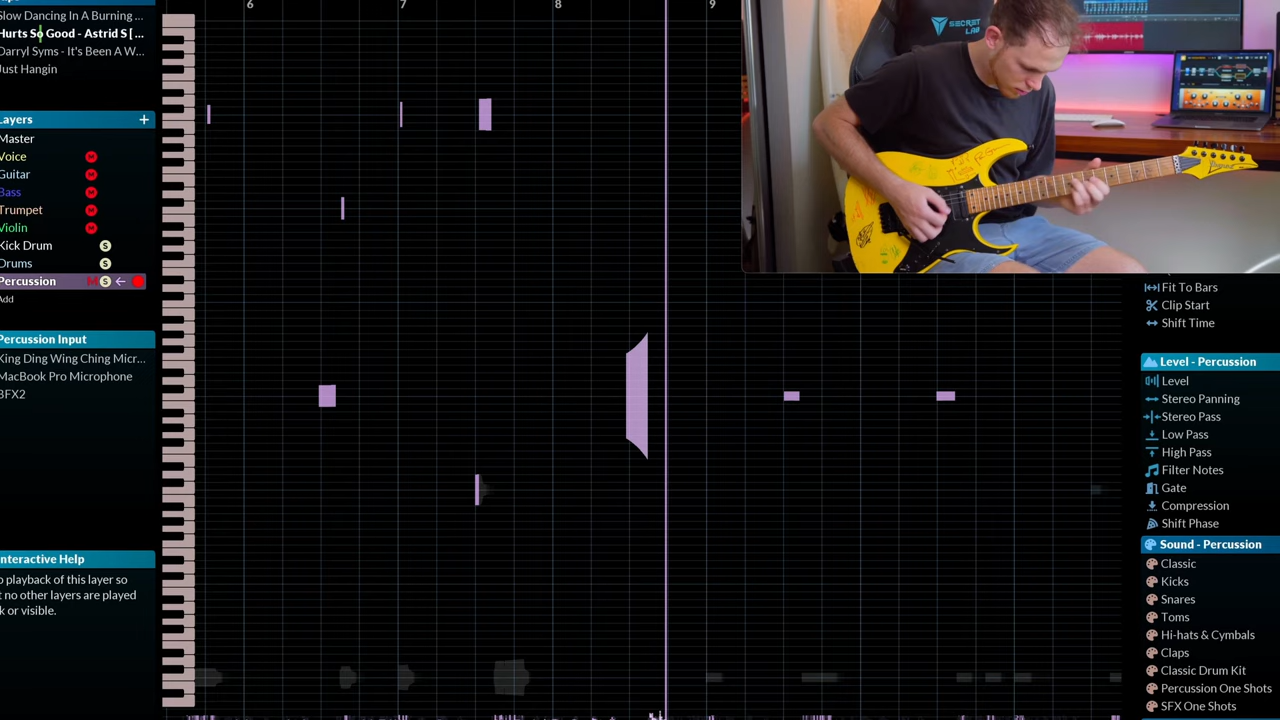 6 7 8 9
Slow Dancing In A Burning ...
Hurts So Good - Astrid S [ ...
Darryl Syms - It's Been A W...
Just Hangin
SECRET
LAB
Layers +
Master
Voice M
Guitar M
Bass M
Trumpet M
Violin M
Kick Drum S
Drums S
Percussion M S
Add
Percussion Input
King Ding Wing Ching Micr...
MacBook Pro Microphone
BFX2
Interactive Help
o playback of this layer so
t no other layers are played
k or visible.
Fit To Bars
Clip Start
Shift Time
Level - Percussion
Level
Stereo Panning
Stereo Pass
Low Pass
High Pass
Filter Notes
Gate
Compression
Shift Phase
Sound - Percussion
Classic
Kicks
Snares
Toms
Hi-hats & Cymbals
Claps
Classic Drum Kit
Percussion One Shots
SFX One Shots